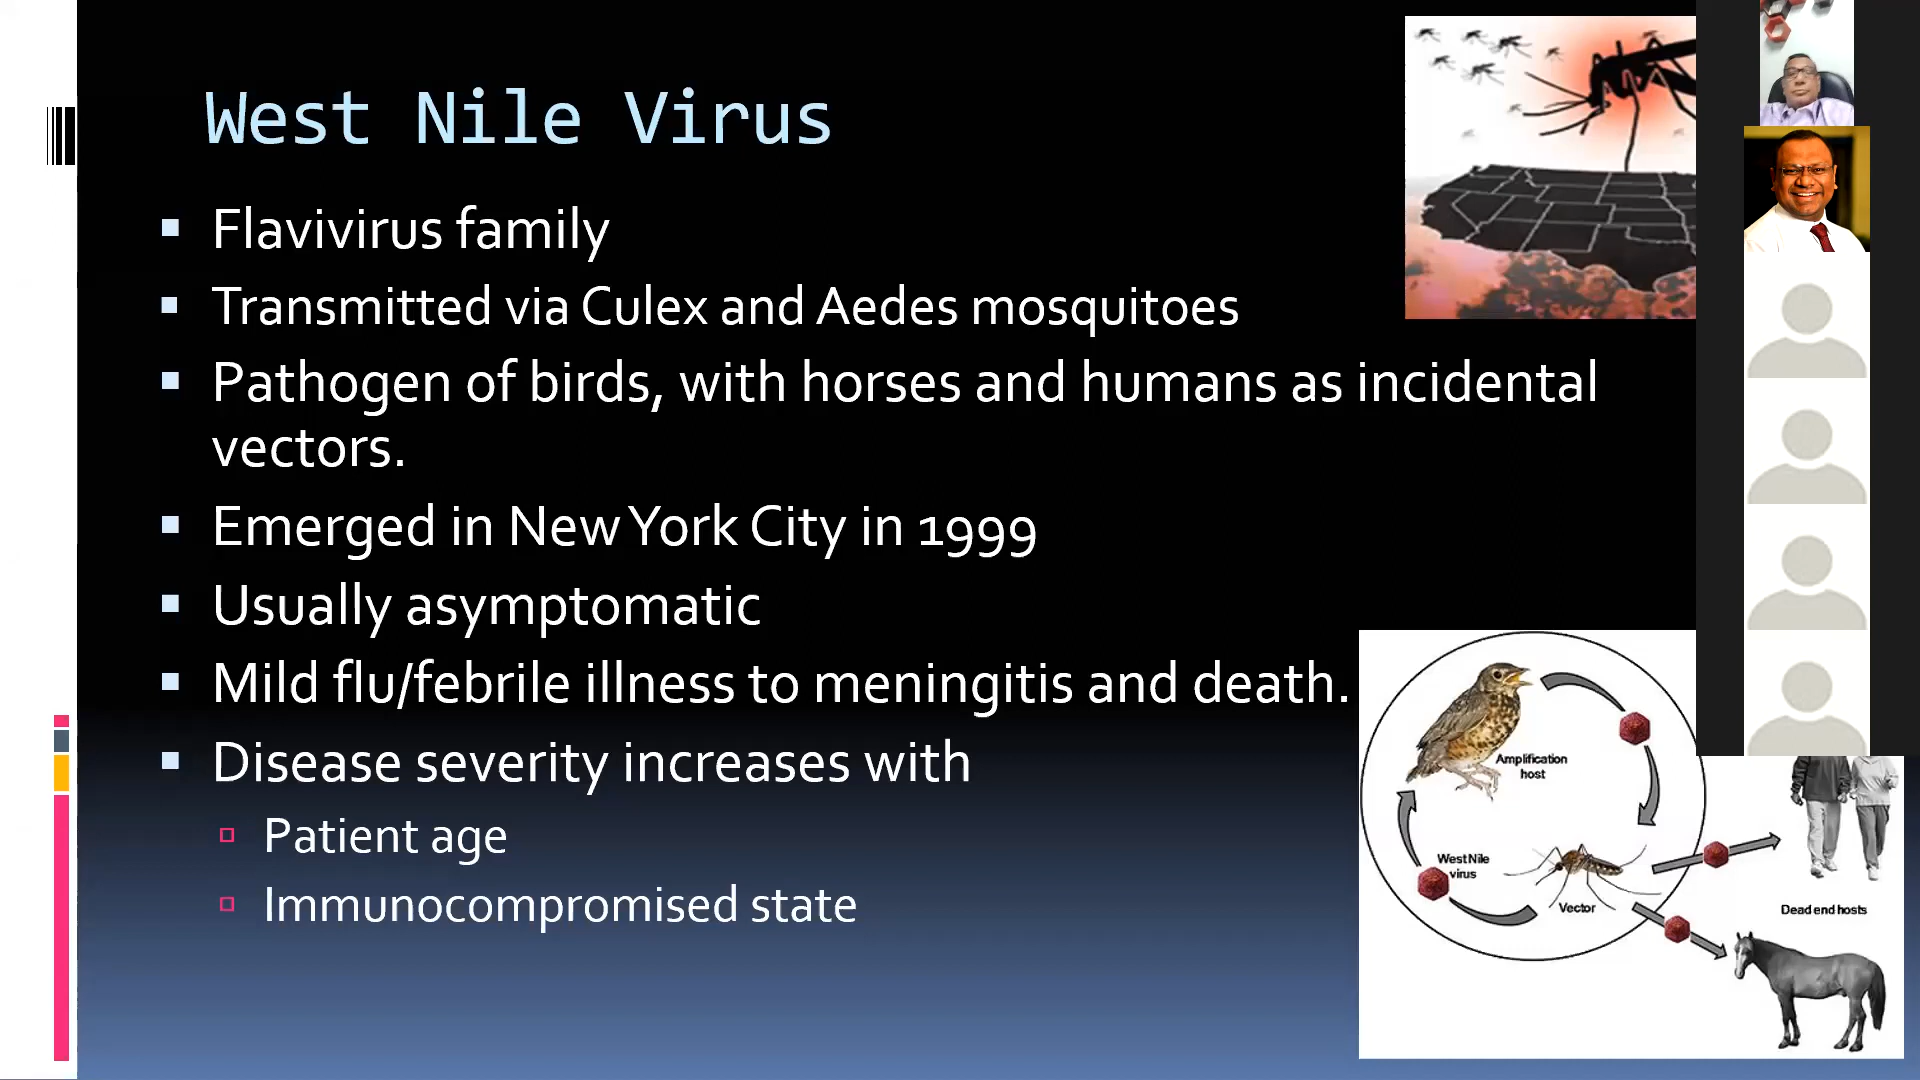 West Nile Virus
Flavivirus family
Transmitted via Culex and Aedes mosquitoes
Pathogen of birds, with horses and humans as incidental
vectors.
Emerged in New York City in 1999
Usually asymptomatic
Mild flu/febrile illness to meningitis and death.
Disease severity increases with
Patient age
Immunocompromised state
Amplification
host
West Nile
virus
Vector
Dead end hosts